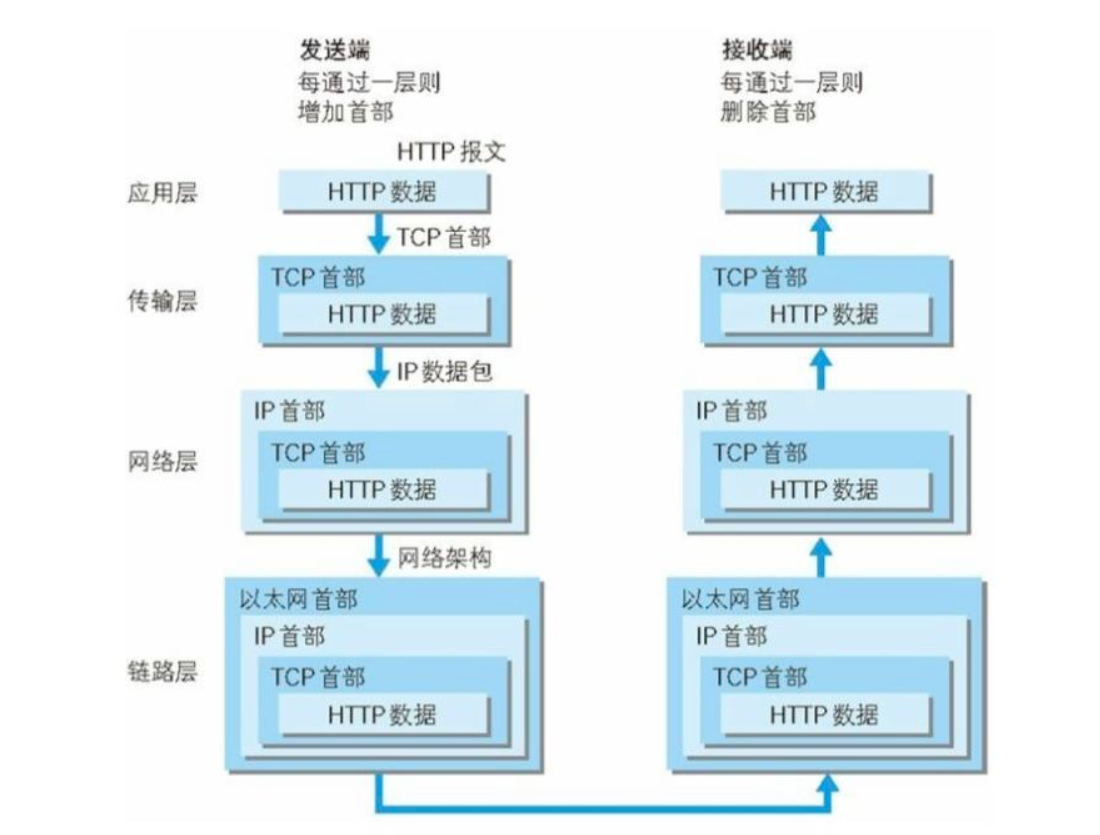 发送端
每通过一层则
增加首部
接收端
每通过一层则
删除首部
HTTP 报文
应用层
HTTP 数据
HTTP 数据
TCP 首部
传输层
TCP 首部
HTTP 数据
TCP 首部
HTTP 数据
IP 数据包
网络层
IP 首部
TCP 首部
HTTP 数据
IP 首部
TCP 首部
HTTP 数据
网络架构
链路层
以太网首部
IP 首部
TCP 首部
HTTP 数据
以太网首部
IP 首部
TCP 首部
HTTP 数据